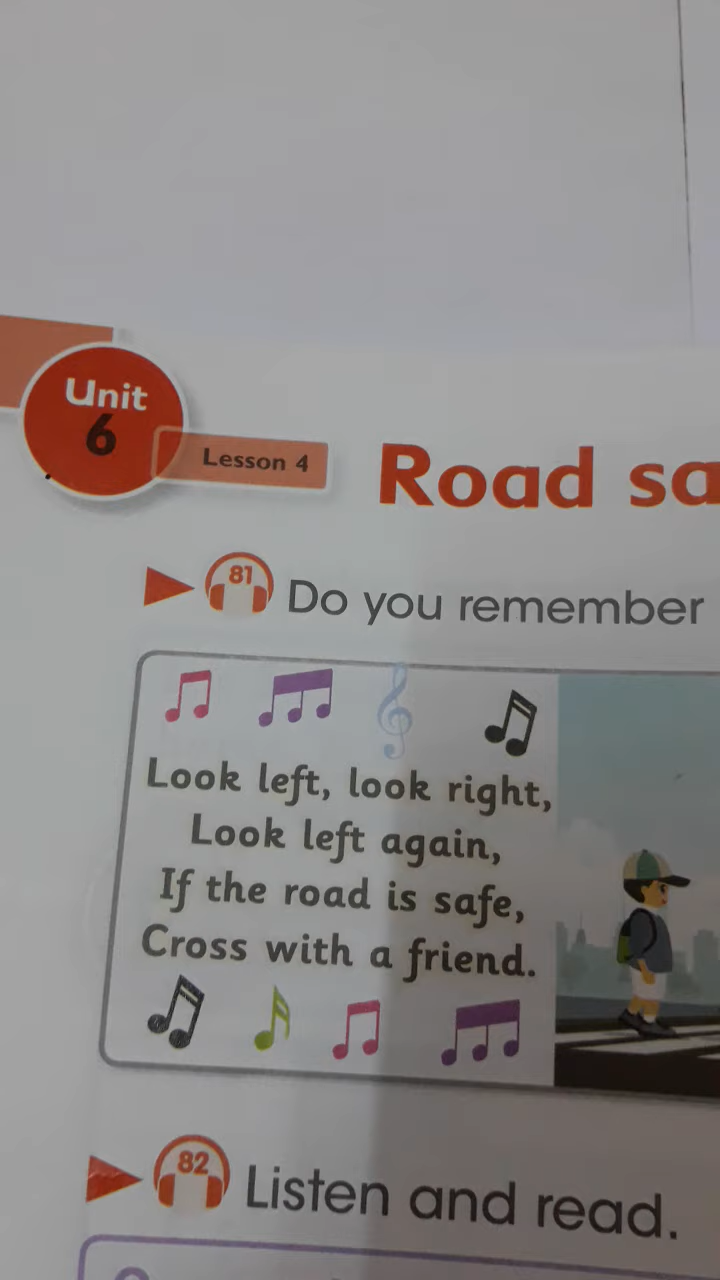 Unit
6
Lesson 4
Road sa
81
Do you remember
Look left, look right,
Look left again,
If the road is safe,
Cross with a friend.
82
Listen and read.